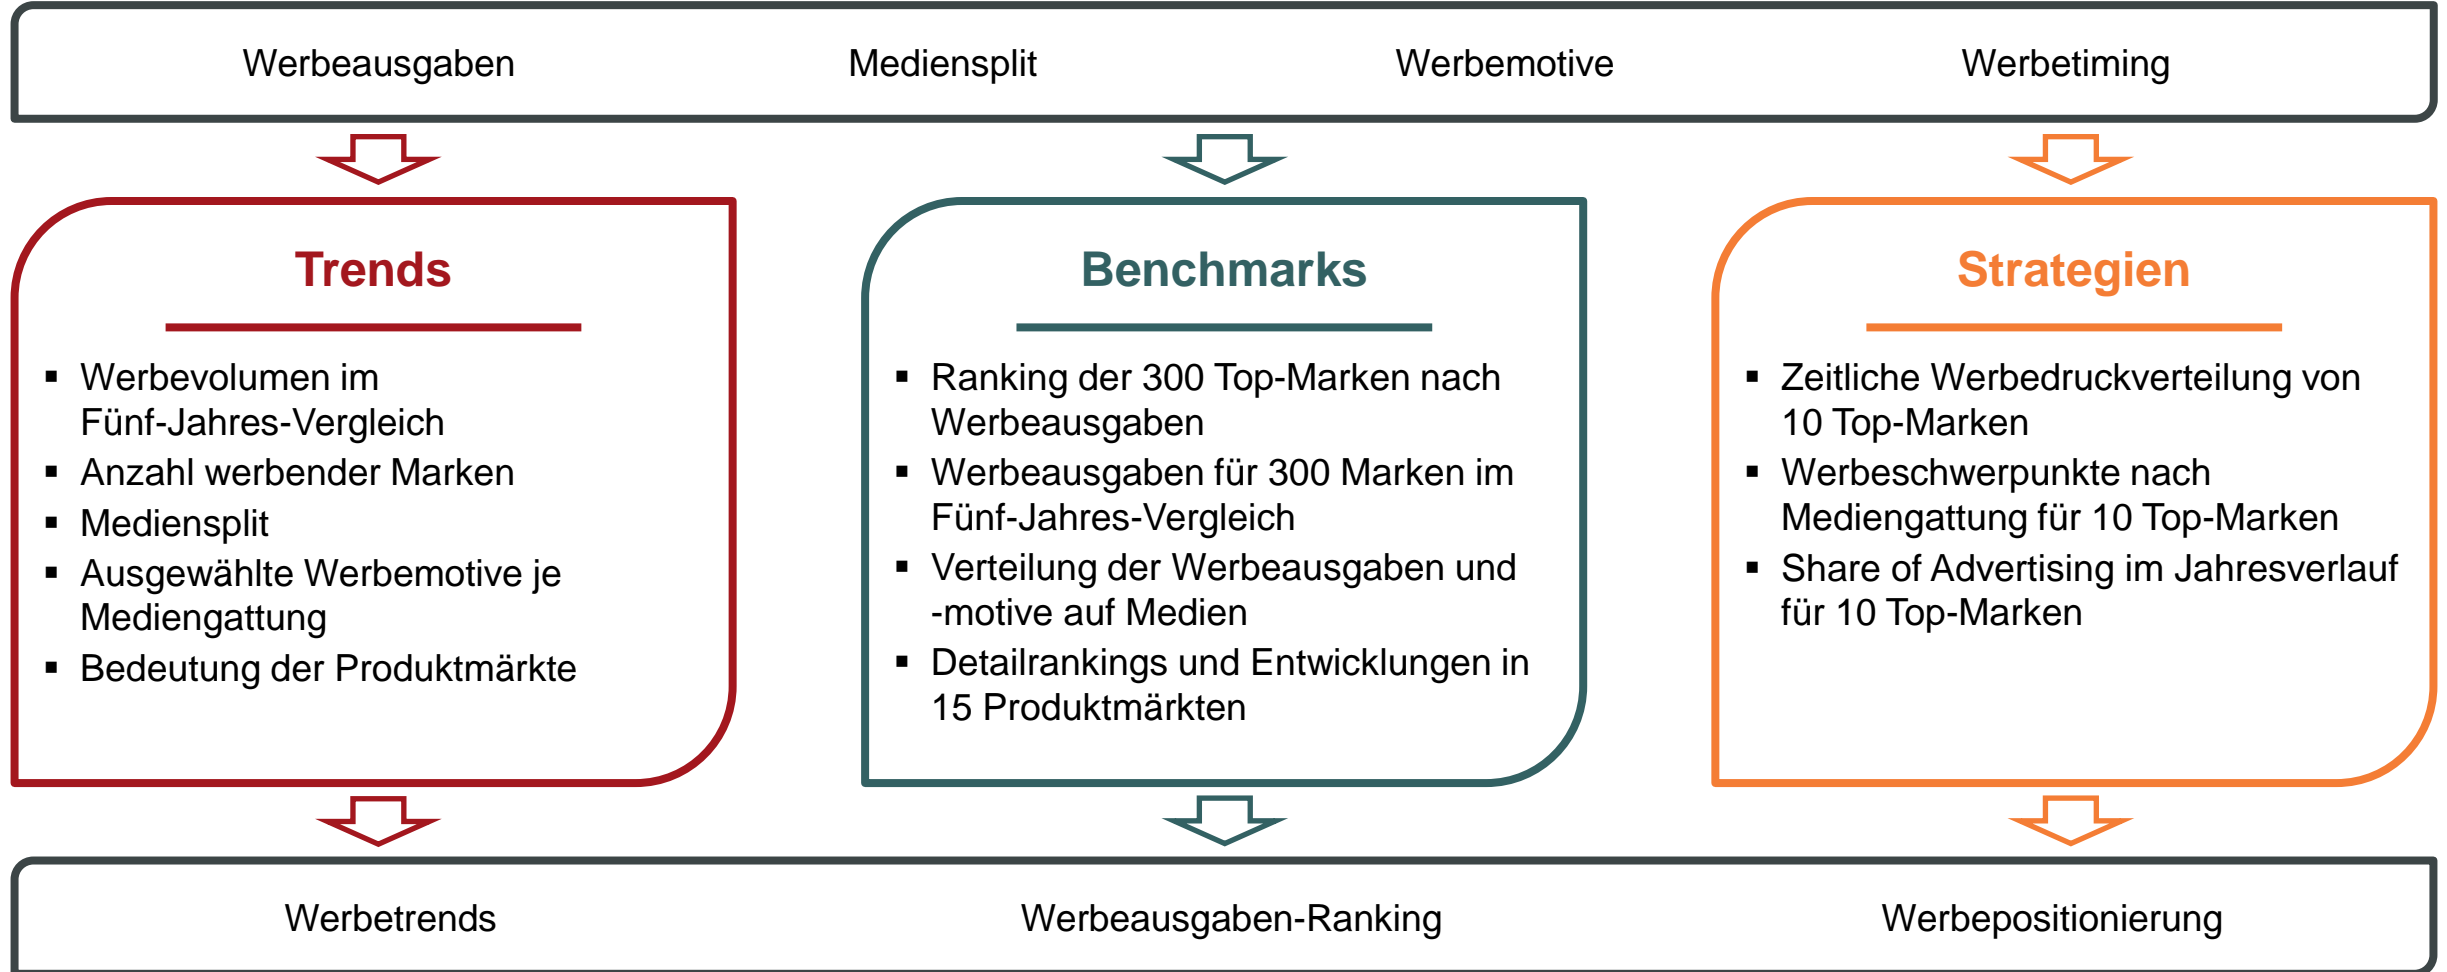 Werbeausgaben
Mediensplit
Werbemotive
Werbetiming
Trends
▪ Werbevolumen im
Fünf-Jahres-Vergleich
▪ Anzahl werbender Marken
▪ Mediensplit
▪ Ausgewählte Werbemotive je
Mediengattung
▪ Bedeutung der Produktmärkte
Benchmarks
▪ Ranking der 300 Top-Marken nach
Werbeausgaben
▪ Werbeausgaben für 300 Marken im
Fünf-Jahres-Vergleich
▪ Verteilung der Werbeausgaben und
-motive auf Medien
▪ Detailrankings und Entwicklungen in
15 Produktmärkten
Strategien
▪ Zeitliche Werbedruckverteilung von
10 Top-Marken
▪ Werbeschwerpunkte nach
Mediengattung für 10 Top-Marken
▪ Share of Advertising im Jahresverlauf
für 10 Top-Marken
Werbetrends
Werbeausgaben-Ranking
Werbepositionierung